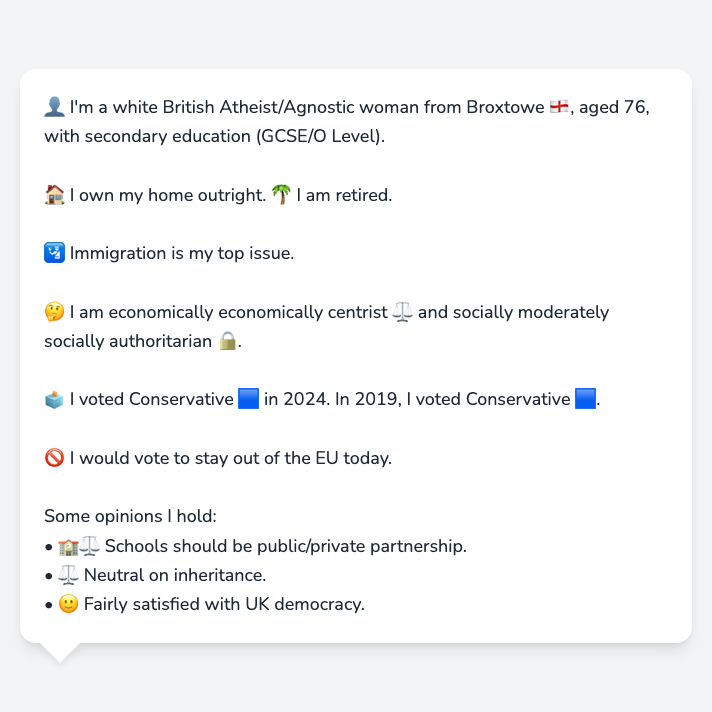 👤 I'm a white British Atheist/Agnostic woman from Broxtowe 🏴󠁧󠁢󠁥󠁮󠁧󠁿, aged 76,
with secondary education (GCSE/O Level).
🏠 I own my home outright. 🌴 I am retired.
🛂 Immigration is my top issue.
🤔 I am economically economically centrist ⚖️ and socially moderately
socially authoritarian 🔒.
🗳️ I voted Conservative 🟦 in 2024. In 2019, I voted Conservative 🟦.
🚫 I would vote to stay out of the EU today.
Some opinions I hold:
• 🏫⚖️ Schools should be public/private partnership.
• ⚖️ Neutral on inheritance.
• 🙂 Fairly satisfied with UK democracy.